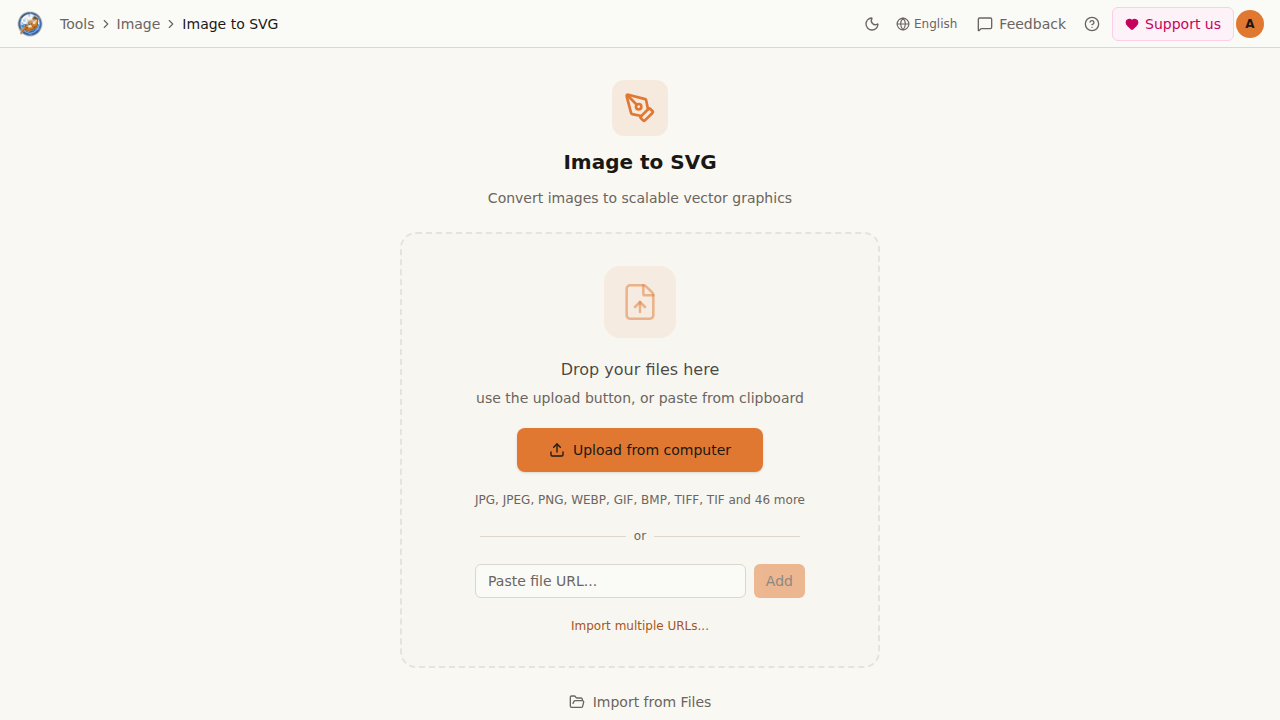 Tools > Image > Image to SVG
English
Feedback
Support us
A
Image to SVG
Convert images to scalable vector graphics
Drop your files here
use the upload button, or paste from clipboard
Upload from computer
JPG, JPEG, PNG, WEBP, GIF, BMP, TIFF, TIF and 46 more
or
Paste file URL...
Add
Import multiple URLs...
Import from Files